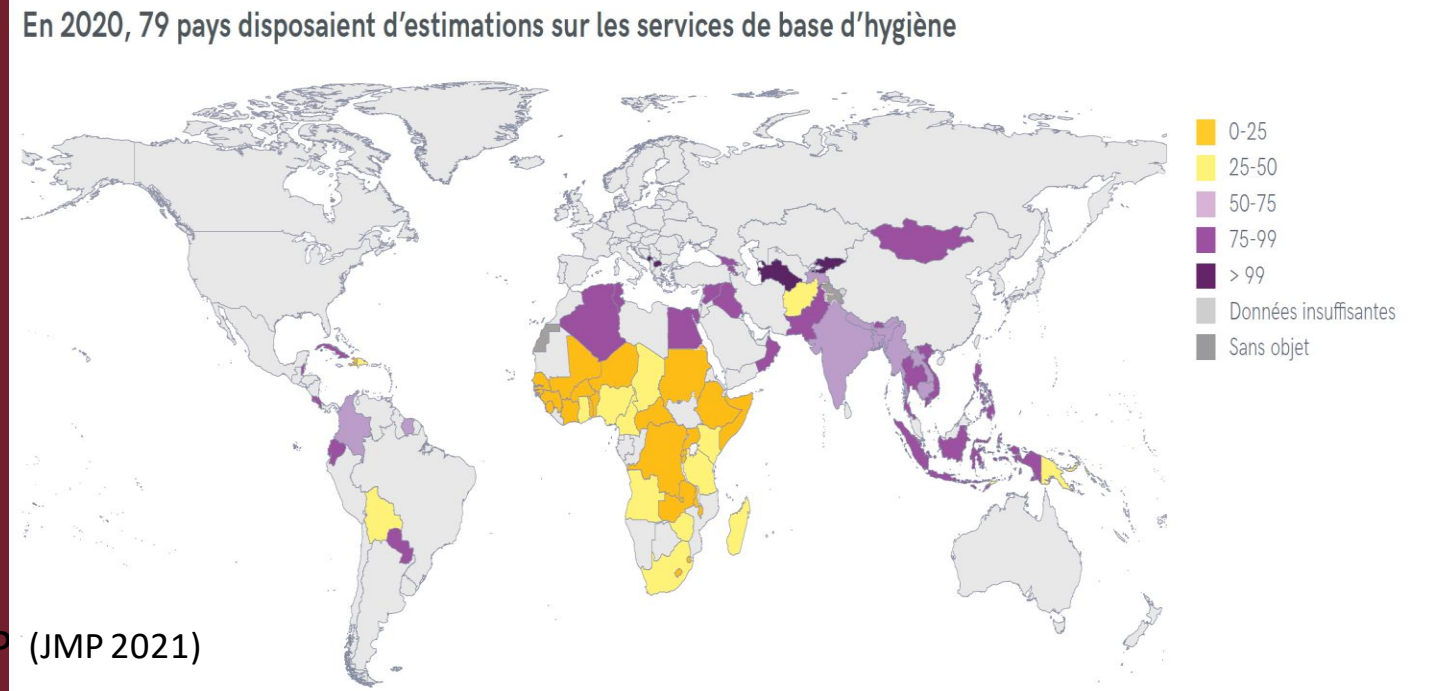 En 2020, 79 pays disposaient d'estimations sur les services de base d'hygiène
0-25
25-50
50-75
75-99
> 99
Données insuffisantes
Sans objet
(JMP 2021)